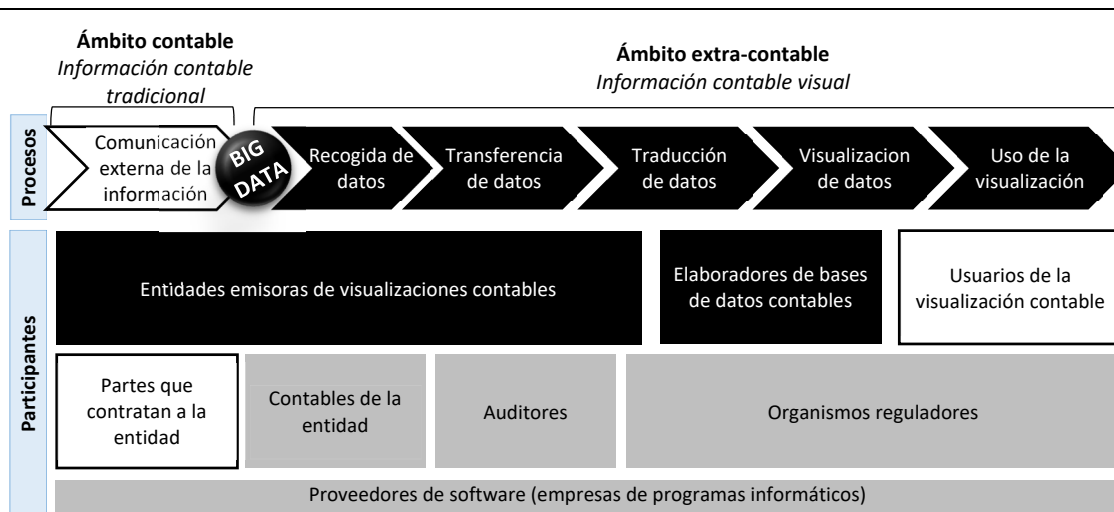 Ámbito contable
Información contable
tradicional
Ámbito extra-contable
Información contable visual
Procesos
Comunicación
externa de la
información
BIG
DATA
Recogida de
datos
Transferencia
de datos
Traducción
de datos
Visualizacion
de datos
Uso de la
visualización
Participantes
Entidades emisoras de visualizaciones contables
Elaboradores de bases
de datos contables
Usuarios de la
visualización contable
Partes que
contratan a la
entidad
Contables de la
entidad
Auditores
Organismos reguladores
Proveedores de software (empresas de programas informáticos)